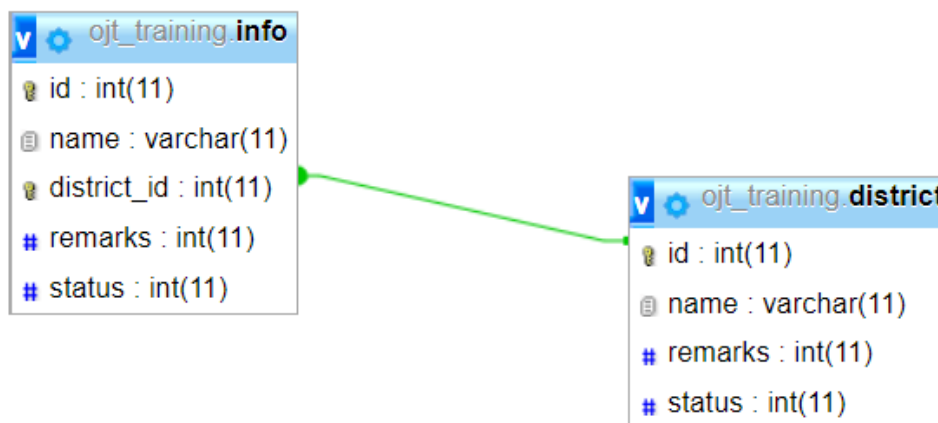 v ojt_training.info
id : int(11)
name : varchar(11)
district_id : int(11)
remarks : int(11)
status : int(11)
v ojt_training.district
id : int(11)
name : varchar(11)
remarks : int(11)
status : int(11)